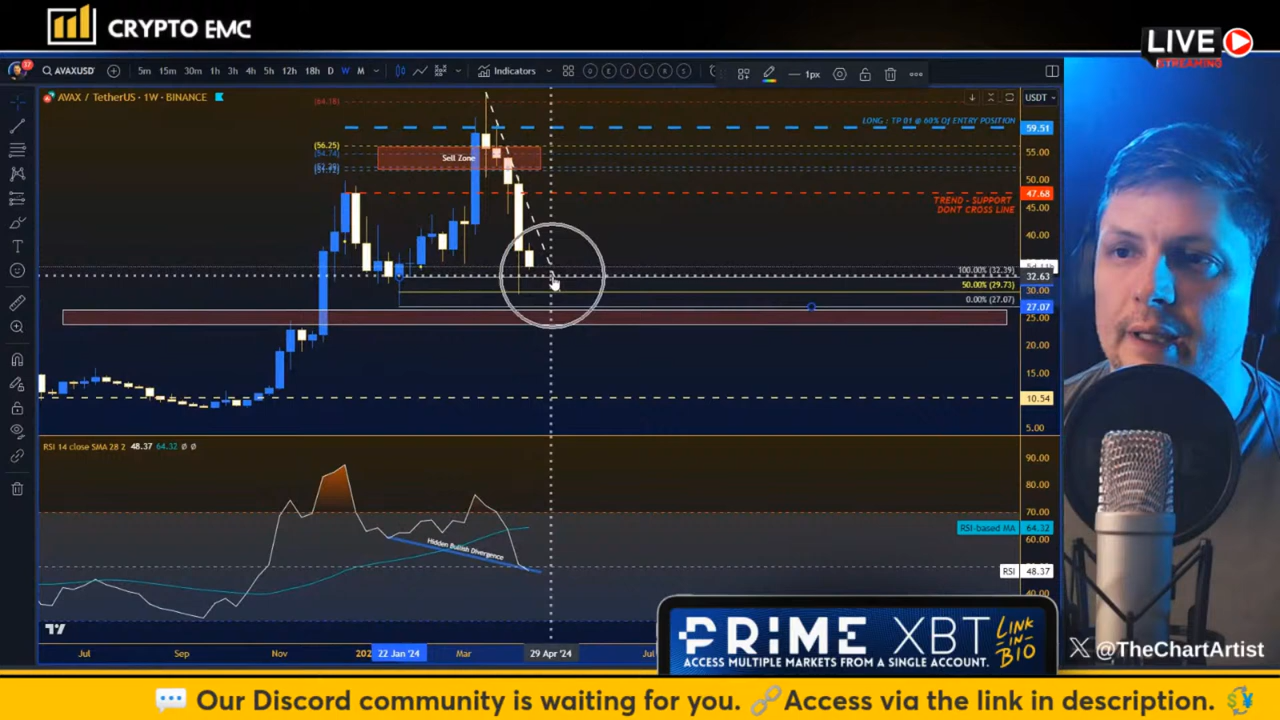 CRYPTO EMC
LIVE
STREAMING
37
AVAXUSD
5m 15m 30m 1h 3h 4h 5h 12h 18h D W M
Indicators
1px
AVAX / TetherUS · 1W · BINANCE
USDT
(64.18)
LONG : TP 01 @ 60% Of ENTRY POSITION
59.51
(56.25)
55.00
Sell Zone
50.00
47.68
TREND - SUPPORT
DONT CROSS LINE
45.00
40.00
100.00% (32.39)
32.63
50.00% (29.73)
30.00
0.00% (27.07)
27.07
25.00
20.00
15.00
10.54
5.00
RSI 14 close SMA 28 2 48.37 64.32 ∅ ∅
90.00
80.00
70.00
Hidden Bullish Divergence
RSI-based MA 64.32
60.00
RSI 48.37
40.00
Jul Sep Nov 22 Jan '24 Mar 29 Apr '24 Jul
PRIME XBT
LINK
IN
BIO
ACCESS MULTIPLE MARKETS FROM A SINGLE ACCOUNT.
@TheChartArtist
Our Discord community is waiting for you. Access via the link in description.